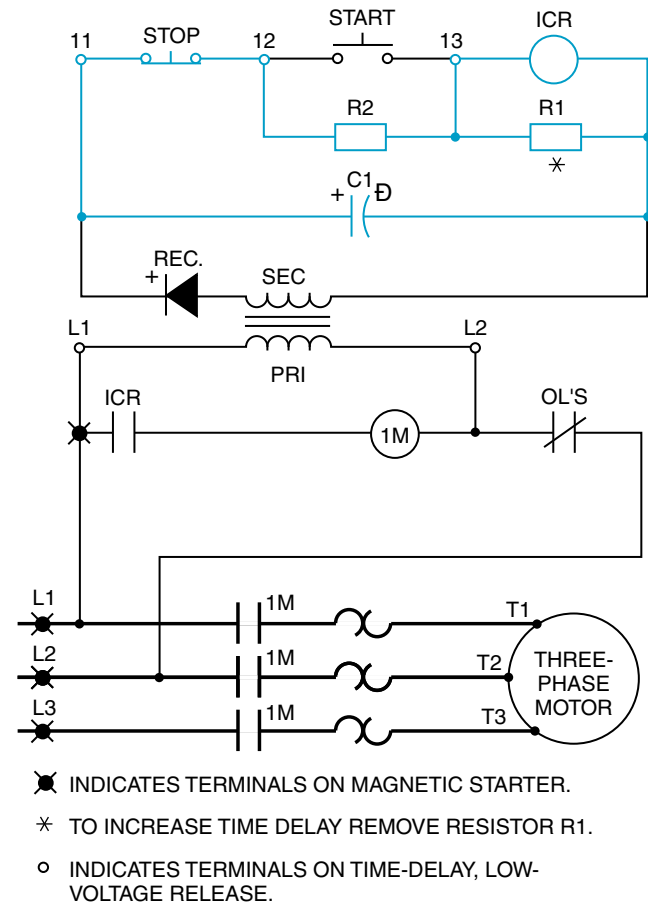 START
ICR
11
STOP
12
13
R2
R1
C1
+
Đ
REC.
+
SEC
L1
L2
PRI
ICR
OL'S
1M
L1
1M
T1
L2
1M
T2
THREE-
PHASE
MOTOR
L3
1M
T3
INDICATES TERMINALS ON MAGNETIC STARTER.
TO INCREASE TIME DELAY REMOVE RESISTOR R1.
INDICATES TERMINALS ON TIME-DELAY, LOW-
VOLTAGE RELEASE.